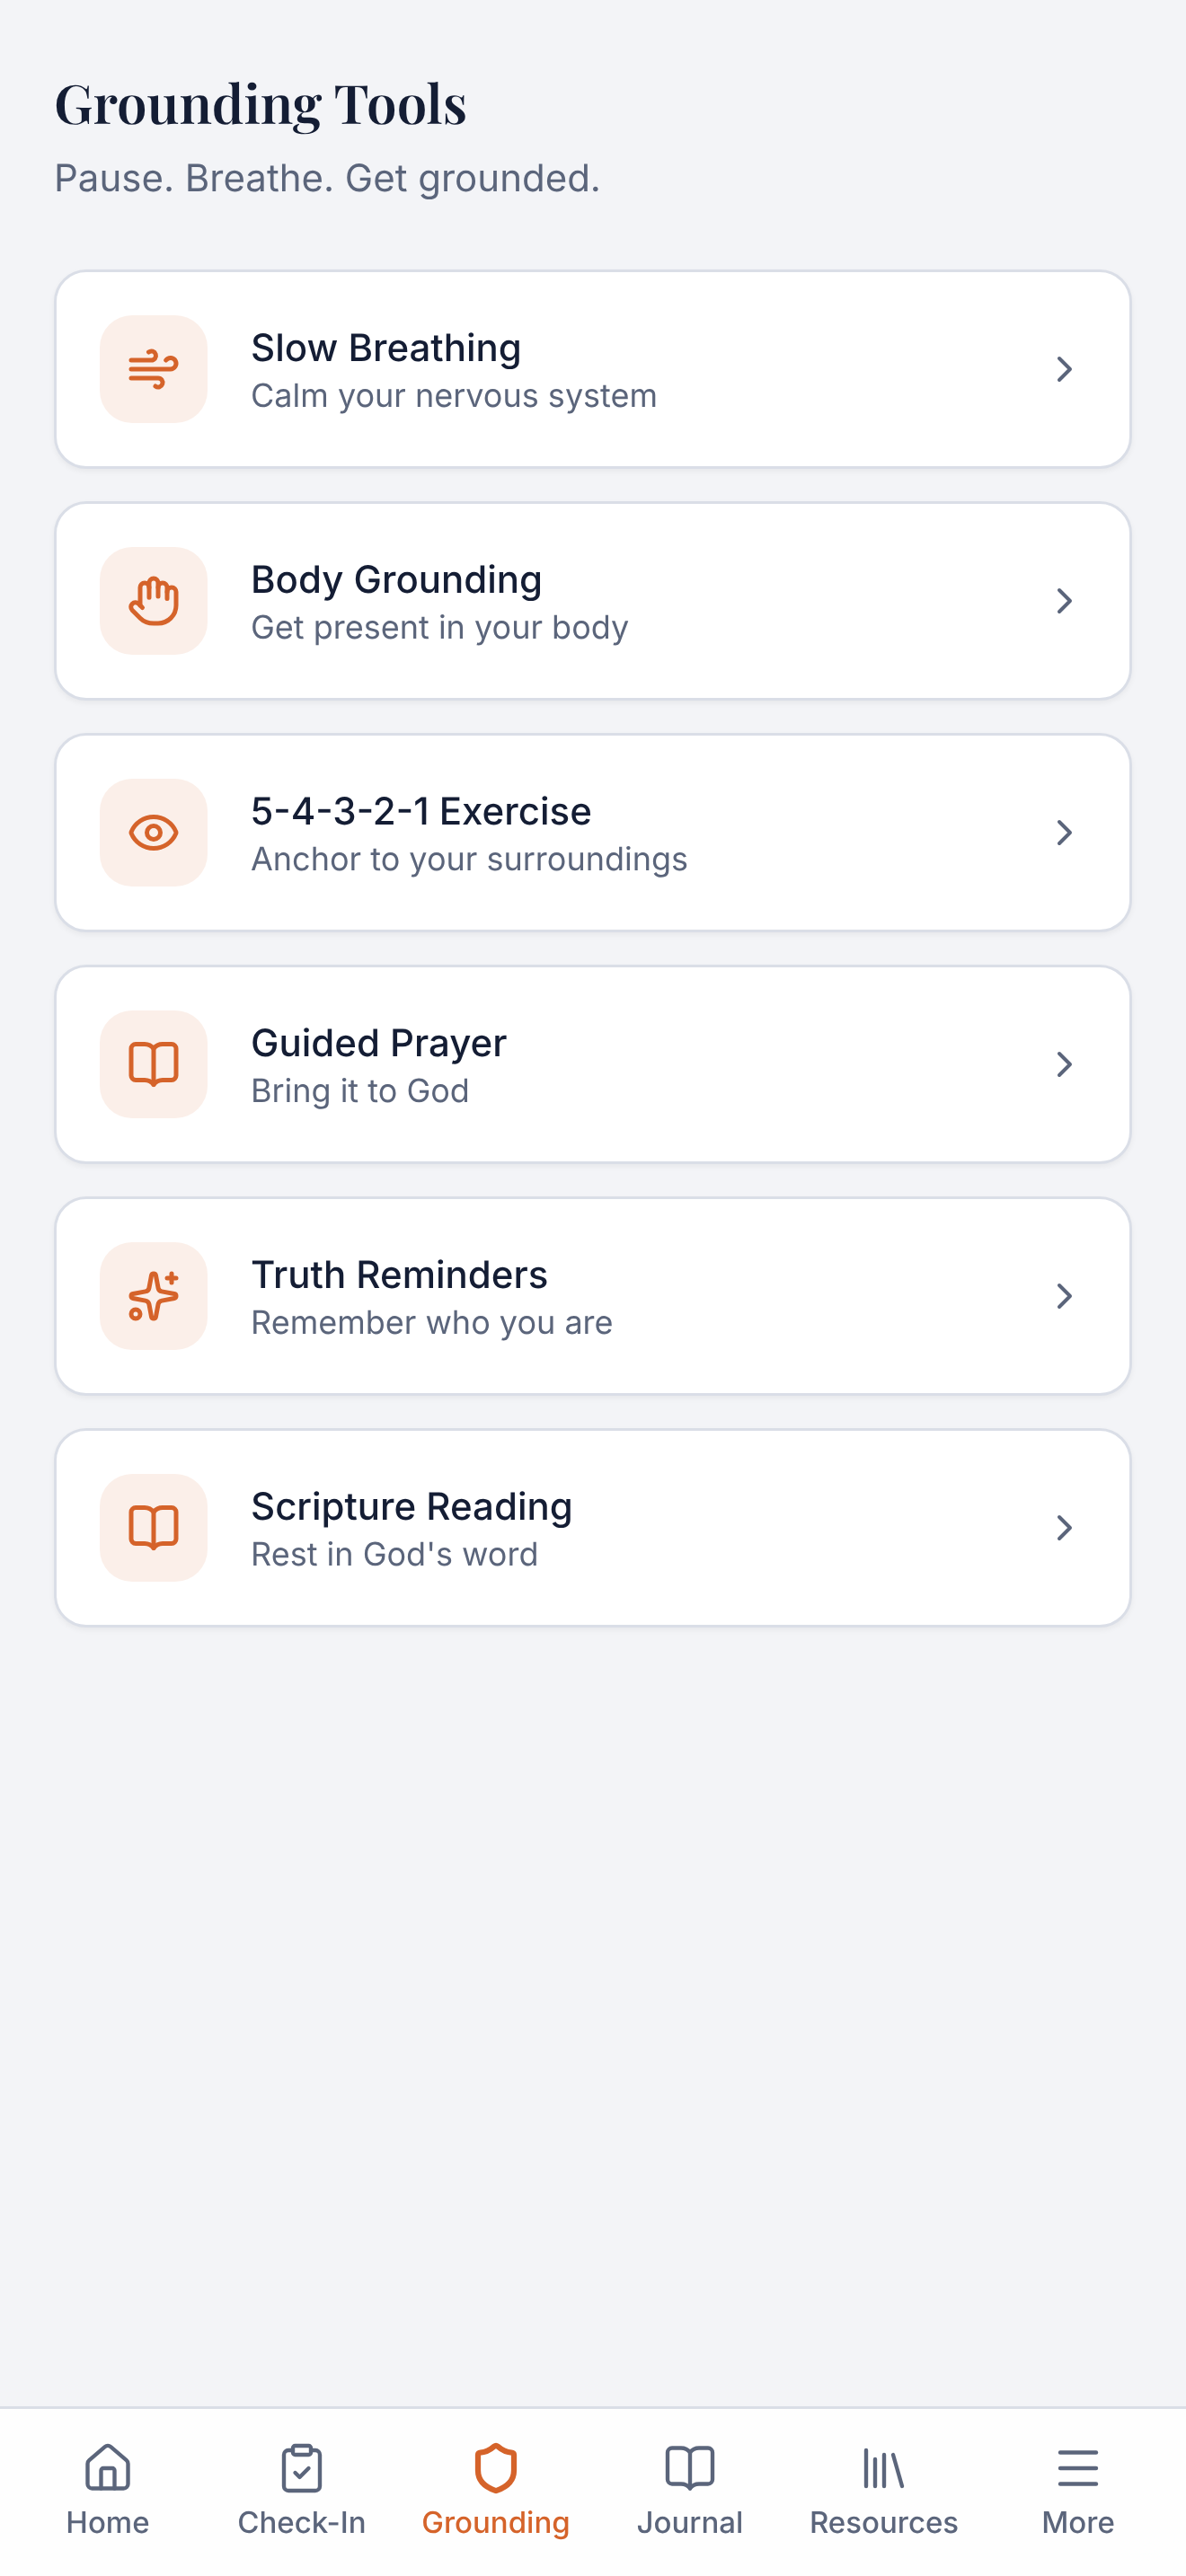 Grounding Tools
Pause. Breathe. Get grounded.
Slow Breathing
Calm your nervous system
Body Grounding
Get present in your body
5-4-3-2-1 Exercise
Anchor to your surroundings
Guided Prayer
Bring it to God
Truth Reminders
Remember who you are
Scripture Reading
Rest in God's word
Home
Check-In
Grounding
Journal
Resources
More